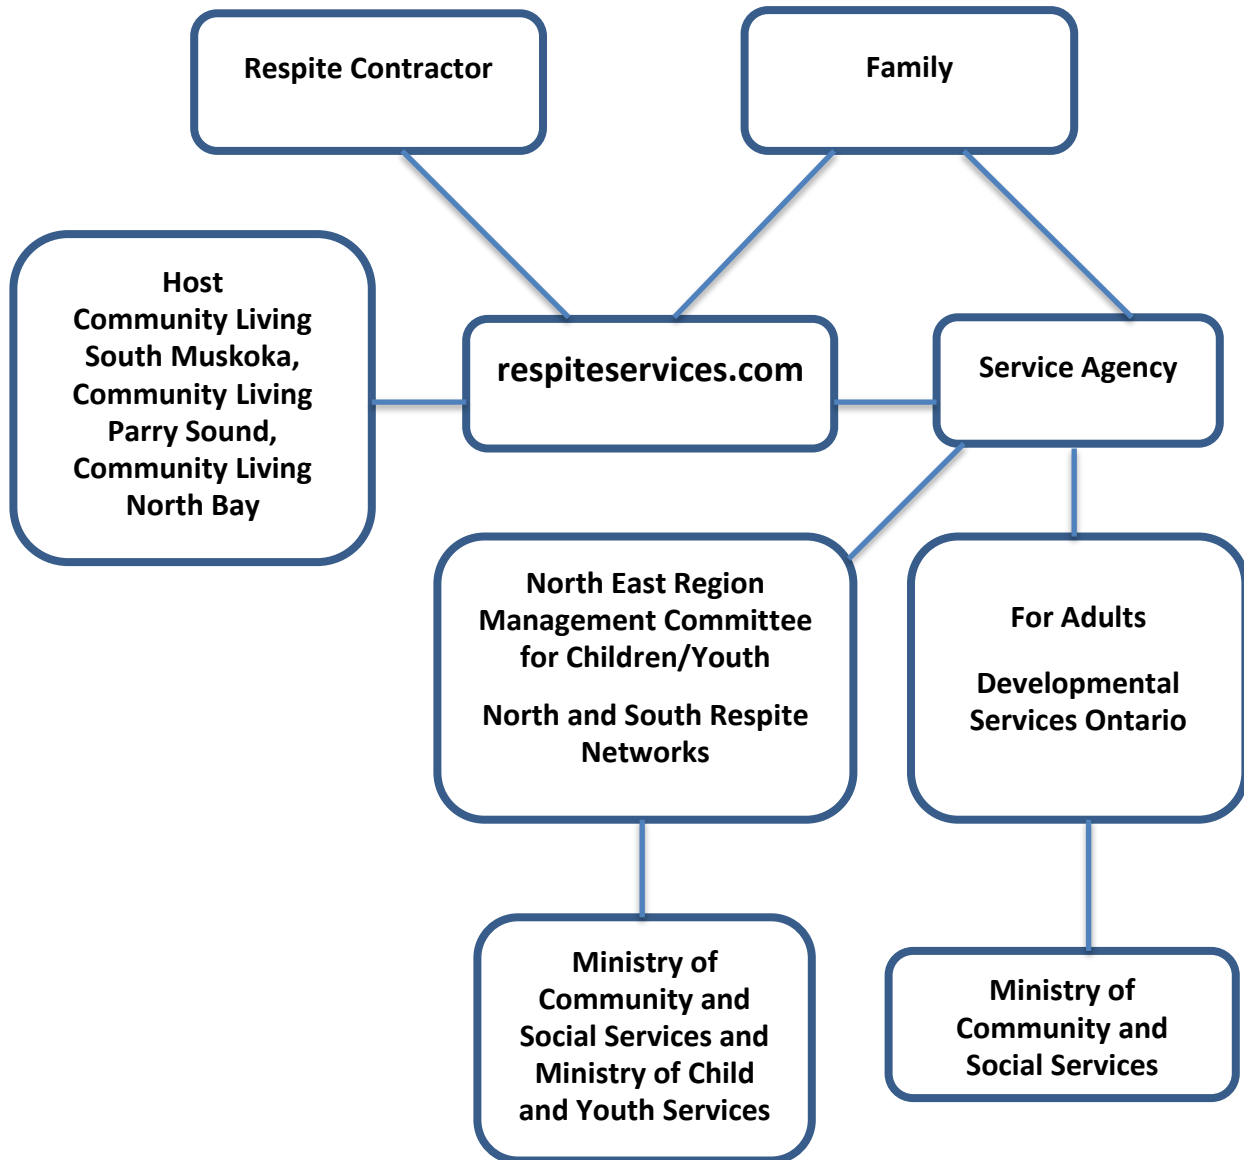 Respite Contractor
Family
Host
Community Living
South Muskoka,
Community Living
Parry Sound,
Community Living
North Bay
respiteservices.com
Service Agency
North East Region
Management Committee
for Children/Youth
North and South Respite
Networks
For Adults
Developmental
Services Ontario
Ministry of
Community and
Social Services and
Ministry of Child
and Youth Services
Ministry of
Community and
Social Services